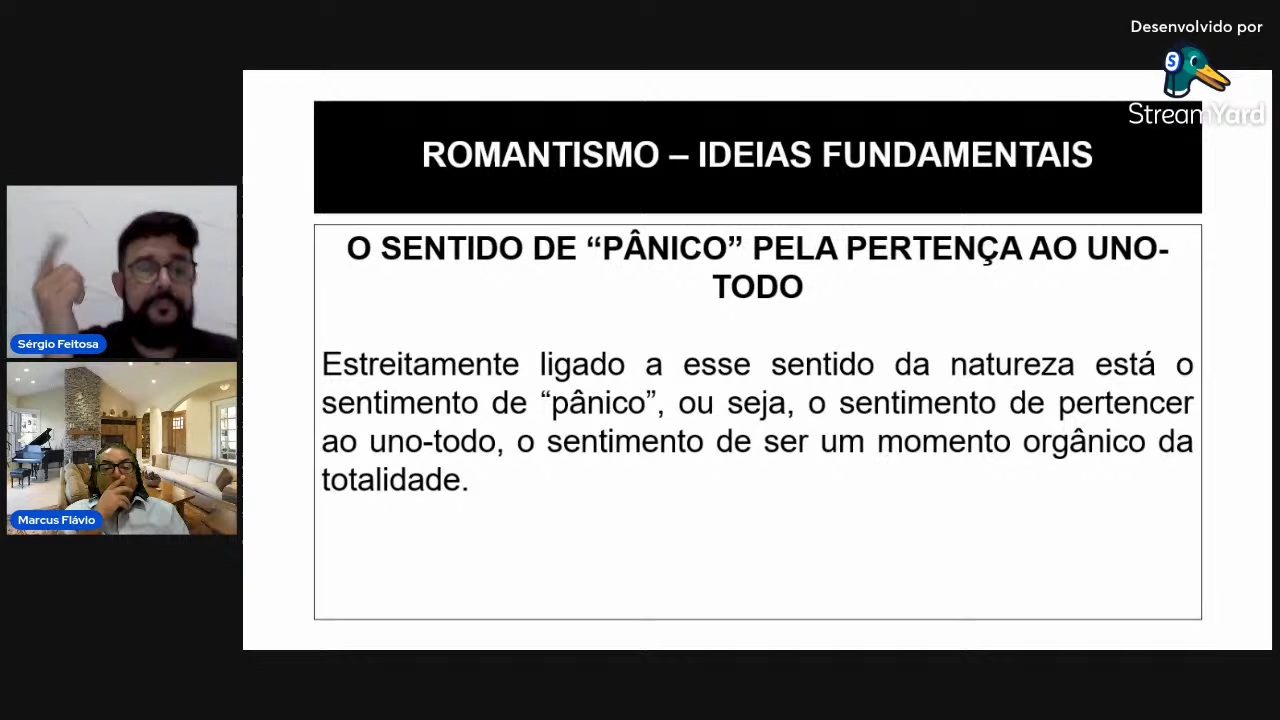 Desenvolvido por
S
StreamYard
ROMANTISMO – IDEIAS FUNDAMENTAIS
O SENTIDO DE “PÂNICO” PELA PERTENÇA AO UNO-
TODO
Estreitamente ligado a esse sentido da natureza está o
sentimento de “pânico”, ou seja, o sentimento de pertencer
ao uno-todo, o sentimento de ser um momento orgânico da
totalidade.
Sérgio Feitosa
Marcus Flávio